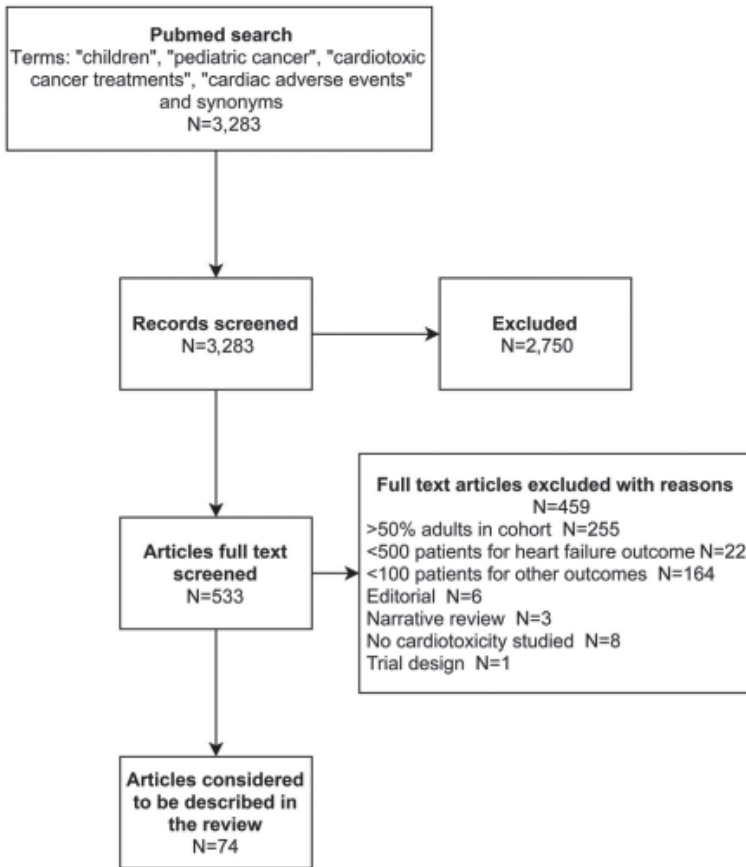 Pubmed search
Terms: "children", "pediatric cancer", "cardiotoxic
cancer treatments", "cardiac adverse events"
and synonyms
N=3,283
Records screened
N=3,283
Excluded
N=2,750
Full text articles excluded with reasons
N=459
>50% adults in cohort N=255
<500 patients for heart failure outcome N=22
<100 patients for other outcomes N=164
Editorial N=6
Narrative review N=3
No cardiotoxicity studied N=8
Trial design N=1
Articles full text
screened
N=533
Articles considered
to be described in
the review
N=74